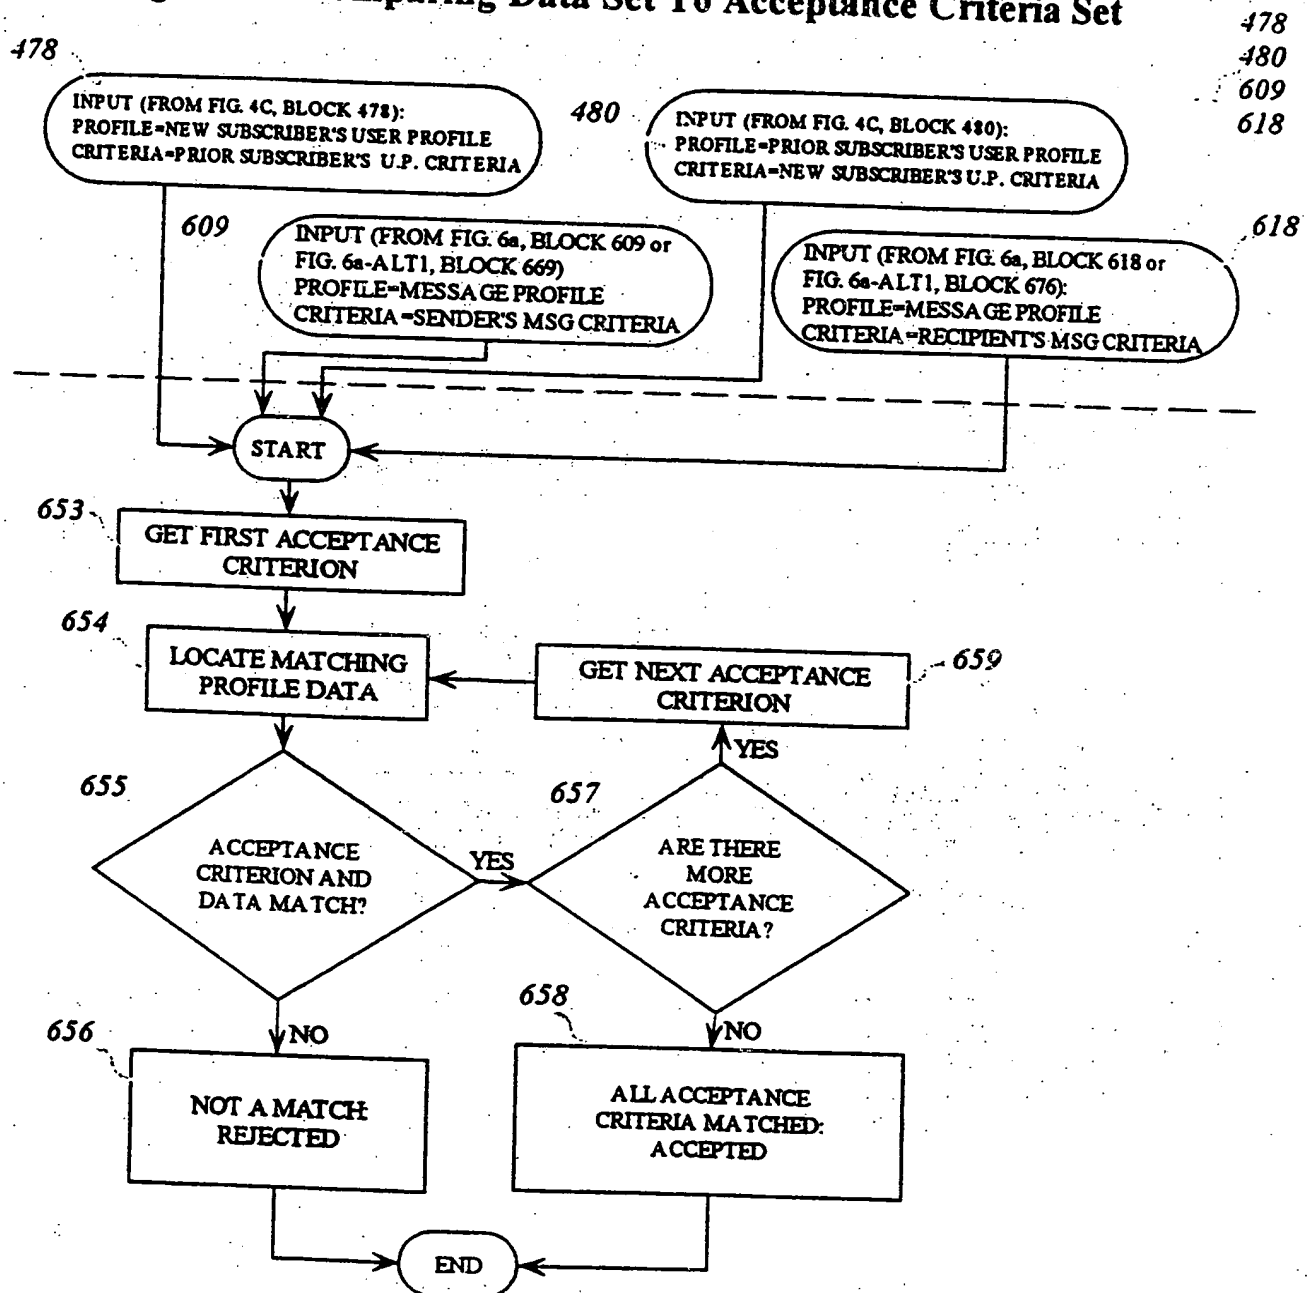 Data Set To Acceptance Criteria Set
478
480
609
618
478
INPUT (FROM FIG. 4C, BLOCK 478):
PROFILE=NEW SUBSCRIBER'S USER PROFILE
CRITERIA=PRIOR SUBSCRIBER'S U.P. CRITERIA
480
INPUT (FROM FIG. 4C, BLOCK 480):
PROFILE=PRIOR SUBSCRIBER'S USER PROFILE
CRITERIA=NEW SUBSCRIBER'S U.P. CRITERIA
609
INPUT (FROM FIG. 6a, BLOCK 609 or
FIG. 6a-ALT1, BLOCK 669)
PROFILE=MESSAGE PROFILE
CRITERIA=SENDER'S MSG CRITERIA
618
INPUT (FROM FIG. 6a, BLOCK 618 or
FIG. 6a-ALT1, BLOCK 676):
PROFILE=MESSAGE PROFILE
CRITERIA=RECIPIENT'S MSG CRITERIA
START
653
GET FIRST ACCEPTANCE
CRITERION
654
LOCATE MATCHING
PROFILE DATA
GET NEXT ACCEPTANCE
CRITERION
659
YES
655
ACCEPTANCE
CRITERION AND
DATA MATCH?
YES
657
ARE THERE
MORE
ACCEPTANCE
CRITERIA?
656
NO
658
NO
NOT A MATCH:
REJECTED
ALL ACCEPTANCE
CRITERIA MATCHED:
ACCEPTED
END